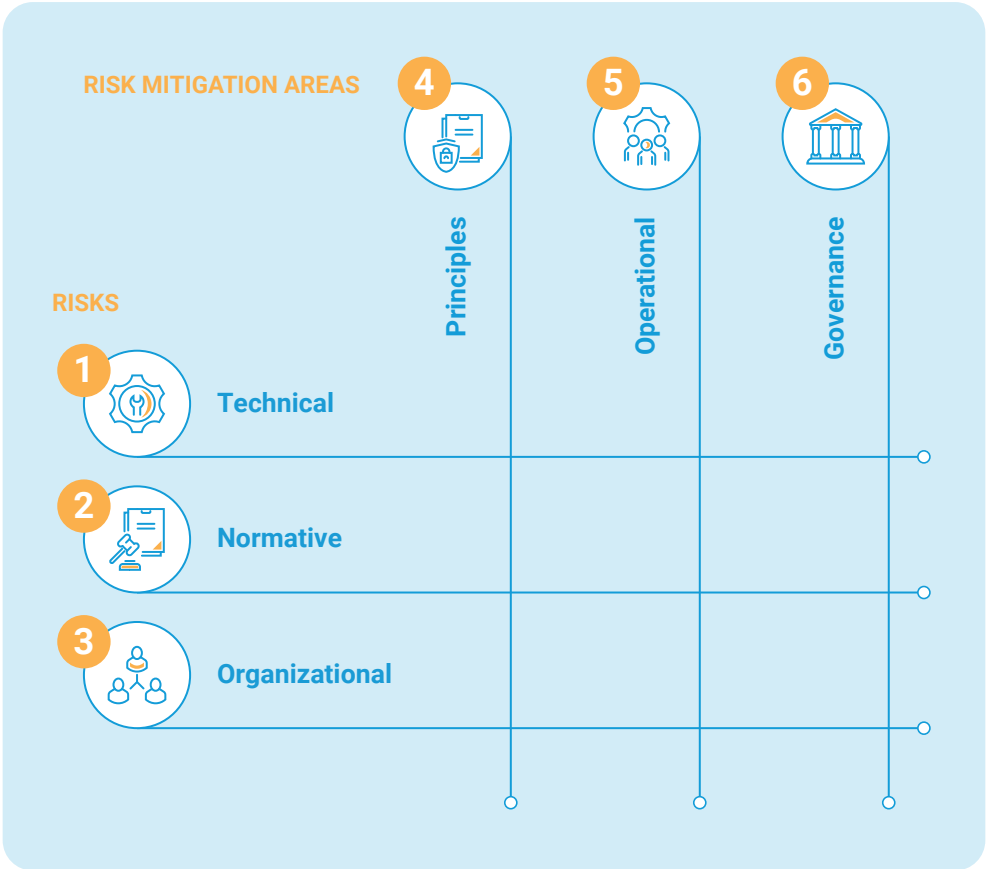 RISK MITIGATION AREAS
4
5
6
Principles
Operational
Governance
RISKS
1
Technical
2
Normative
3
Organizational